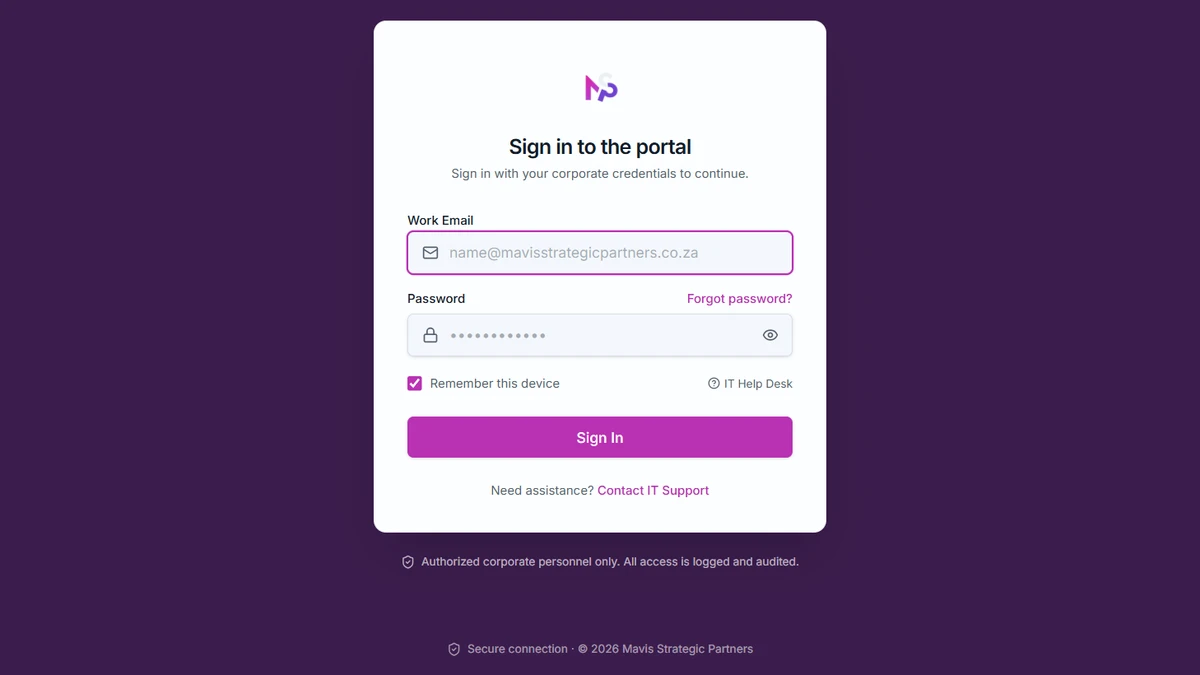 Sign in to the portal
Sign in with your corporate credentials to continue.
Work Email
name@mavisstrategicpartners.co.za
Password Forgot password?
••••••••••••
Remember this device IT Help Desk
Sign In
Need assistance? Contact IT Support
Authorized corporate personnel only. All access is logged and audited.
Secure connection · © 2026 Mavis Strategic Partners